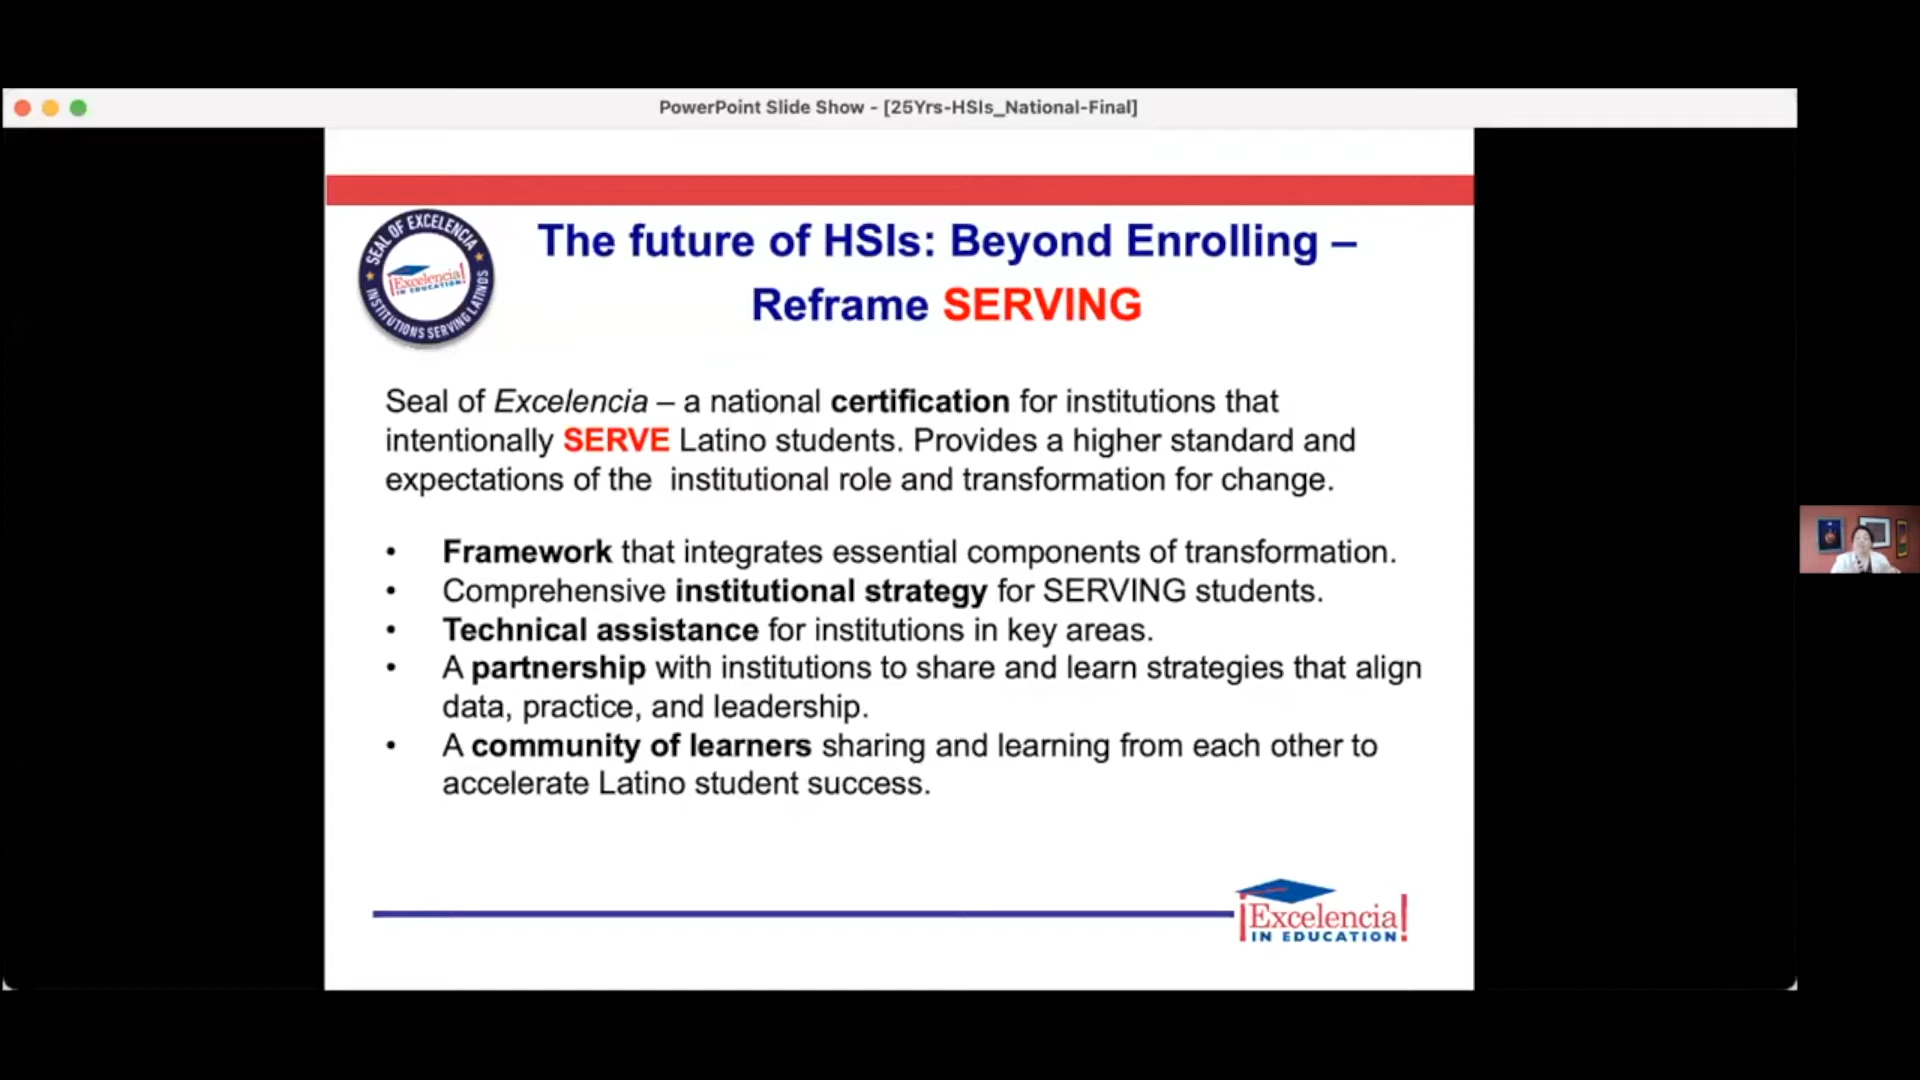 PowerPoint Slide Show - [25Yrs-HSIs_National-Final]
SEAL OF EXCELENCIA
¡Excelencia!
IN EDUCATION
INSTITUTIONS SERVING LATINOS
The future of HSIs: Beyond Enrolling –
Reframe SERVING
Seal of Excelencia – a national certification for institutions that
intentionally SERVE Latino students. Provides a higher standard and
expectations of the  institutional role and transformation for change.
• Framework that integrates essential components of transformation.
• Comprehensive institutional strategy for SERVING students.
• Technical assistance for institutions in key areas.
• A partnership with institutions to share and learn strategies that align
data, practice, and leadership.
• A community of learners sharing and learning from each other to
accelerate Latino student success.
¡Excelencia!
IN EDUCATION